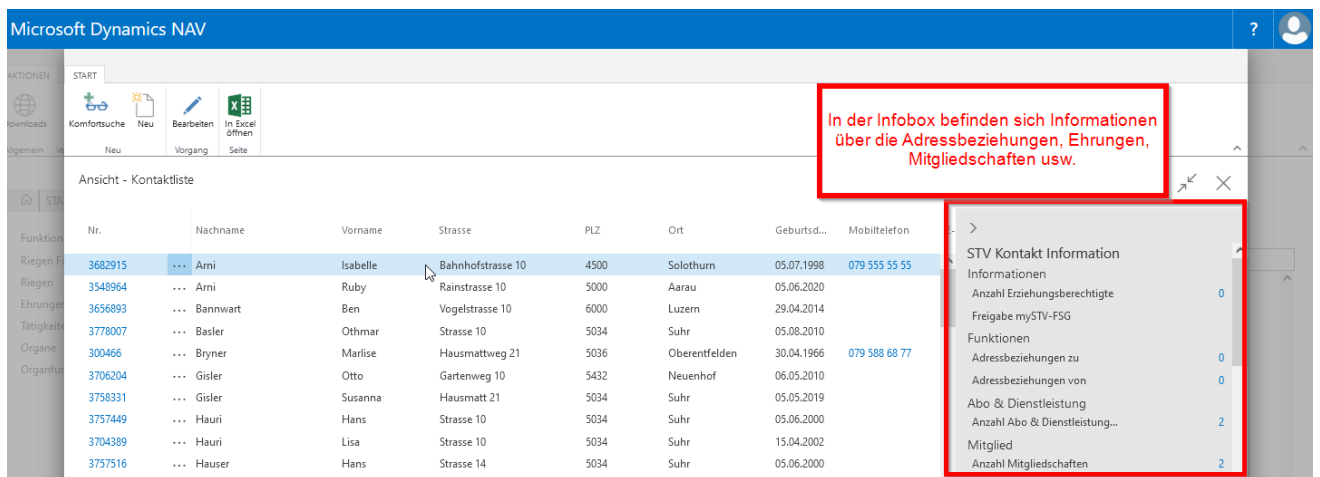 Microsoft Dynamics NAV
?
AKTIONEN
START
Downloads
Komfortsuche Neu Bearbeiten In Excel öffnen
Allgemein
Neu Vorgang Seite
In der Infobox befinden sich Informationen
über die Adressbeziehungen, Ehrungen,
Mitgliedschaften usw.
Ansicht - Kontaktliste
STA
Funktion
Riegen Fa
Riegen
Ehrungen
Tätigkeite
Organe
Organfun
Nr. Nachname Vorname Strasse PLZ Ort Geburtsd... Mobiltelefon E-
3682915 ... Arni Isabelle Bahnhofstrasse 10 4500 Solothurn 05.07.1998 079 555 55 55
3548964 ... Arni Ruby Rainstrasse 10 5000 Aarau 05.06.2020
3656893 ... Bannwart Ben Vogelstrasse 10 6000 Luzern 29.04.2014
3778007 ... Basler Othmar Strasse 10 5034 Suhr 05.08.2010
300466 ... Bryner Marlise Hausmattweg 21 5036 Oberentfelden 30.04.1966 079 588 68 77
3706204 ... Gisler Otto Gartenweg 10 5432 Neuenhof 06.05.2010
3758331 ... Gisler Susanna Hausmatt 21 5034 Suhr 05.05.2019
3757449 ... Hauri Hans Strasse 10 5034 Suhr 05.06.2000
3704389 ... Hauri Lisa Strasse 10 5034 Suhr 15.04.2002
3757516 ... Hauser Hans Strasse 14 5034 Suhr 05.06.2000
STV Kontakt Information
Informationen
Anzahl Erziehungsberechtigte 0
Freigabe mySTV-FSG
Funktionen
Adressbeziehungen zu 0
Adressbeziehungen von 0
Abo & Dienstleistung
Anzahl Abo & Dienstleistung... 2
Mitglied
Anzahl Mitgliedschaften 2